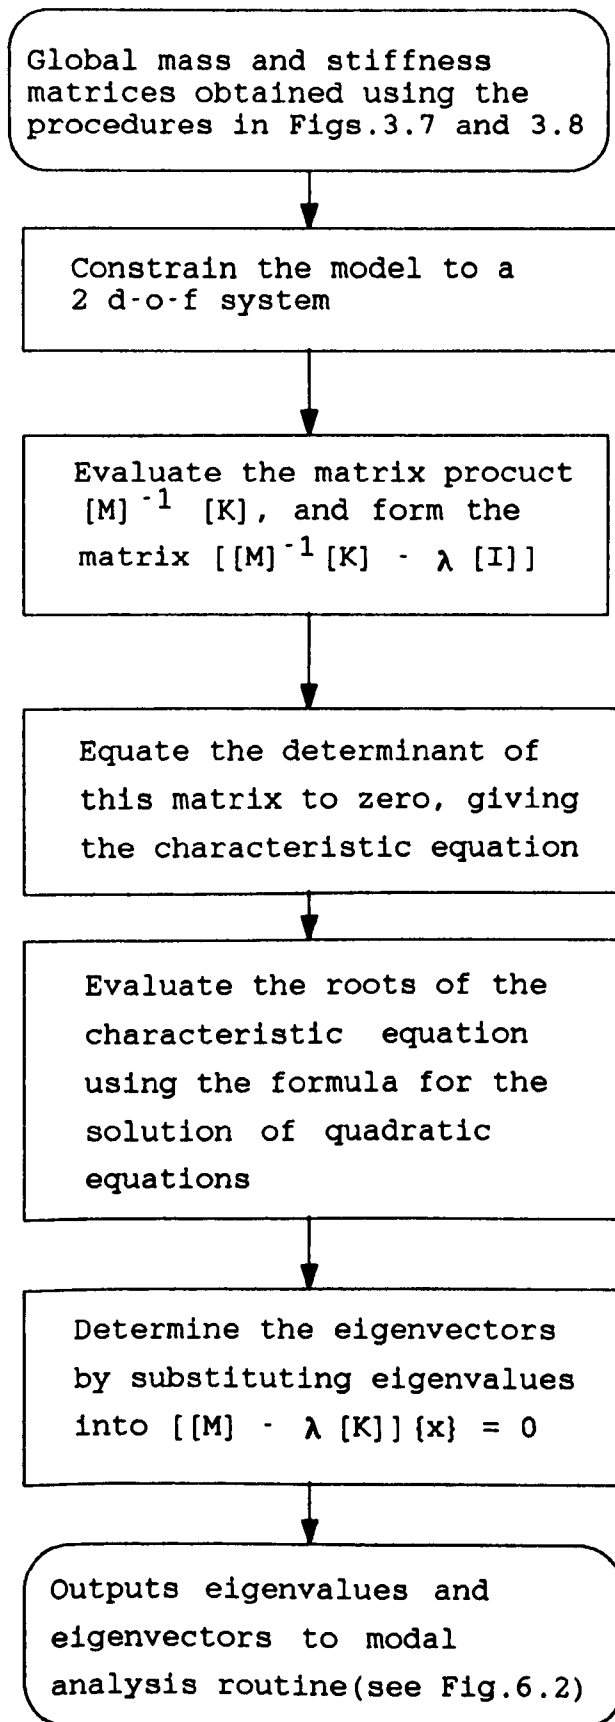 Global mass and stiffness
matrices obtained using the
procedures in Figs.3.7 and 3.8
Constrain the model to a
2 d-o-f system
Evaluate the matrix procuct
[M]⁻¹ [K], and form the
matrix [[M]⁻¹[K] - λ [I]]
Equate the determinant of
this matrix to zero, giving
the characteristic equation
Evaluate the roots of the
characteristic equation
using the formula for the
solution of quadratic
equations
Determine the eigenvectors
by substituting eigenvalues
into [[M] - λ [K]]{x} = 0
Outputs eigenvalues and
eigenvectors to modal
analysis routine(see Fig.6.2)